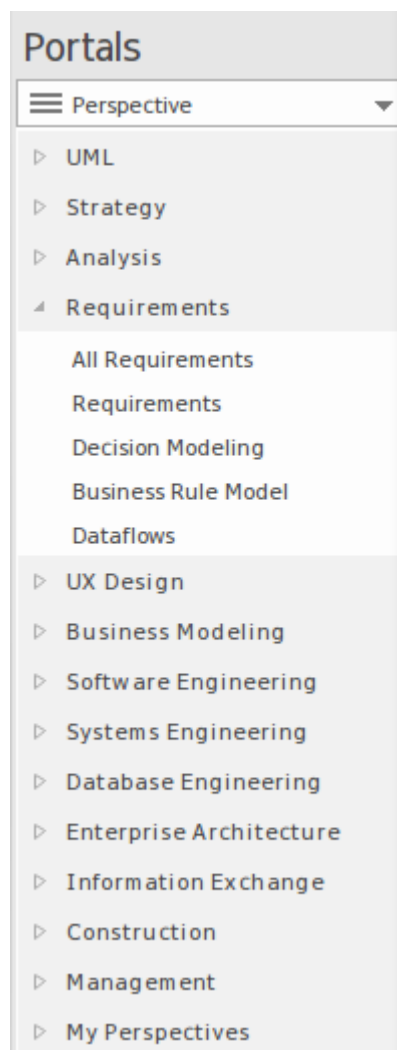 Portals
Perspective
UML
Strategy
Analysis
Requirements
All Requirements
Requirements
Decision Modeling
Business Rule Model
Dataflows
UX Design
Business Modeling
Software Engineering
Systems Engineering
Database Engineering
Enterprise Architecture
Information Exchange
Construction
Management
My Perspectives